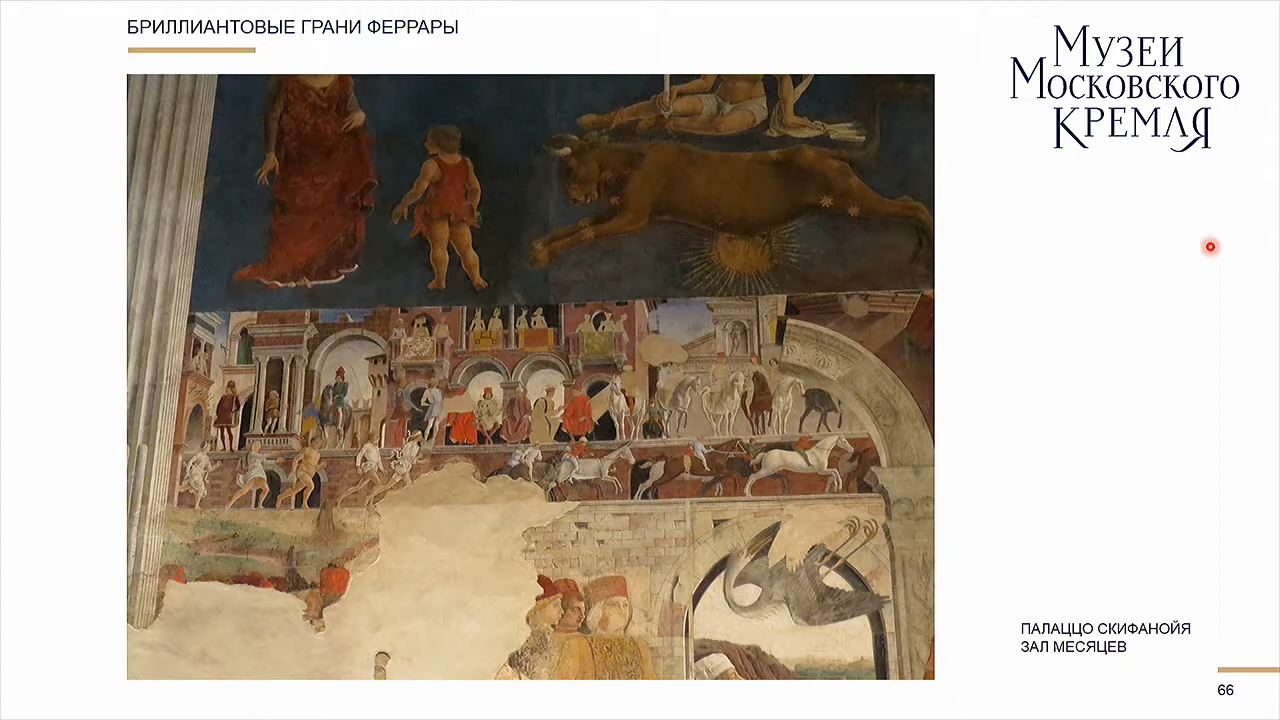 БРИЛЛИАНТОВЫЕ ГРАНИ ФЕРРАРЫ
МУЗЕИ
МОСКОВСКОГО
КРЕМЛЯ
ПАЛАЦЦО СКИФАНОЙЯ
ЗАЛ МЕСЯЦЕВ
66